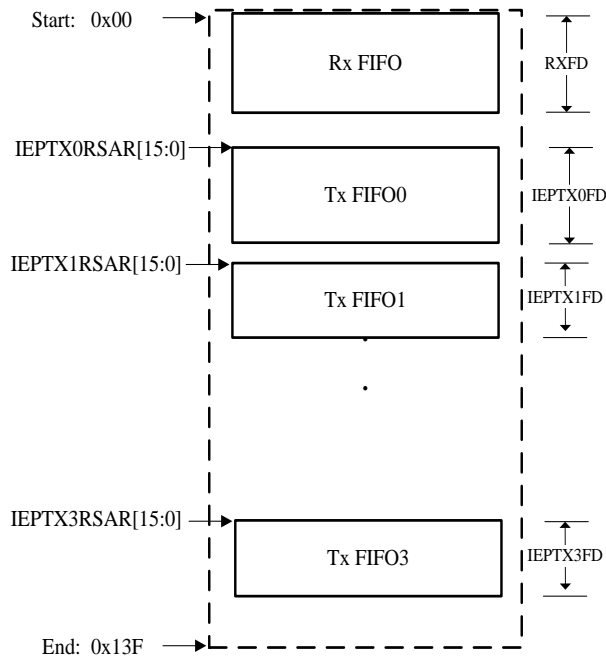 Start: 0x00
Rx FIFO
RXFD
IEPTX0RSAR[15:0]
Tx FIFO0
IEPTX0FD
IEPTX1RSAR[15:0]
Tx FIFO1
IEPTX1FD
IEPTX3RSAR[15:0]
Tx FIFO3
IEPTX3FD
End: 0x13F